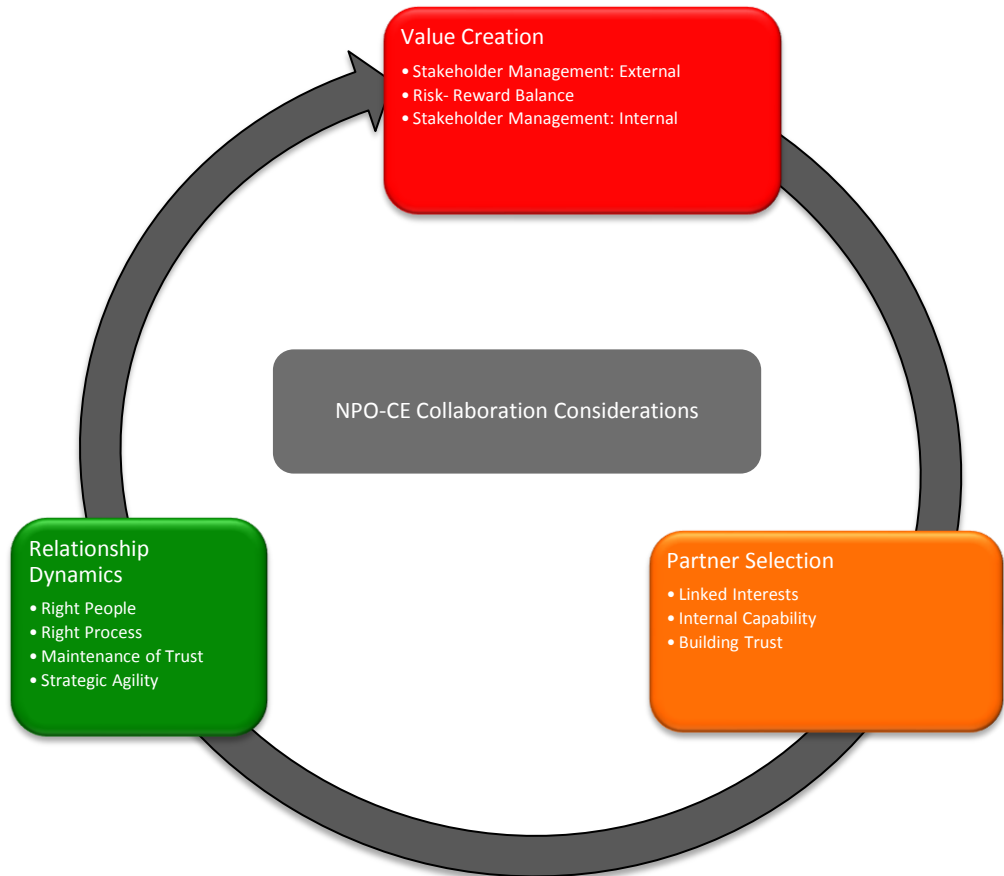 Value Creation
• Stakeholder Management: External
• Risk- Reward Balance
• Stakeholder Management: Internal
NPO-CE Collaboration Considerations
Relationship
Dynamics
• Right People
• Right Process
• Maintenance of Trust
• Strategic Agility
Partner Selection
• Linked Interests
• Internal Capability
• Building Trust